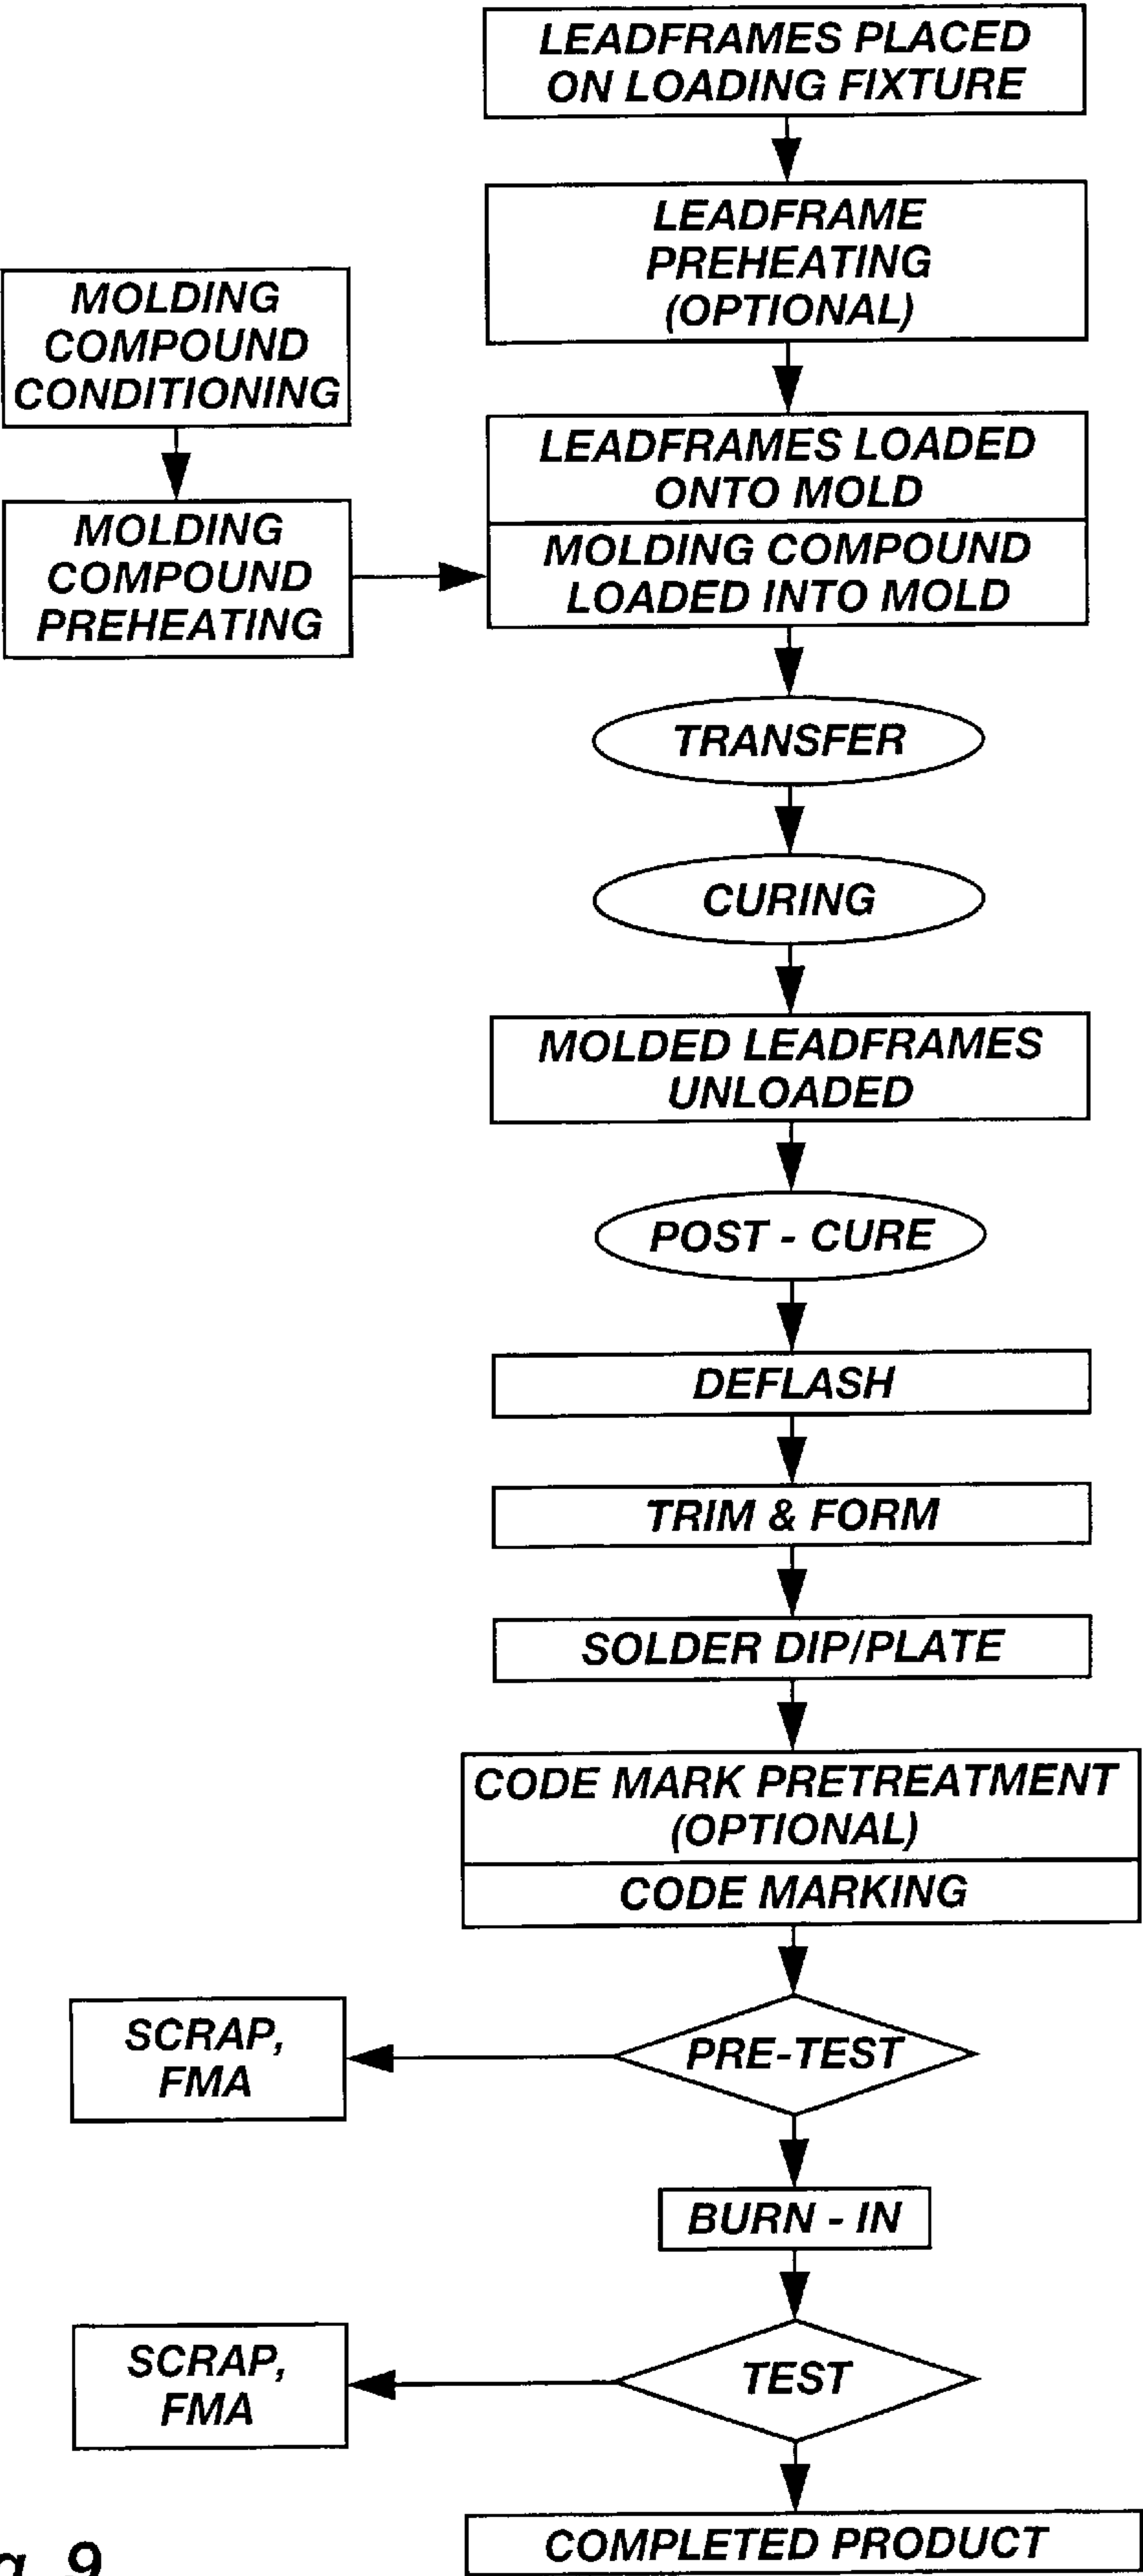 LEADFRAMES PLACED
ON LOADING FIXTURE
LEADFRAME
PREHEATING
(OPTIONAL)
MOLDING
COMPOUND
CONDITIONING
LEADFRAMES LOADED
ONTO MOLD
MOLDING
COMPOUND
PREHEATING
MOLDING COMPOUND
LOADED INTO MOLD
TRANSFER
CURING
MOLDED LEADFRAMES
UNLOADED
POST - CURE
DEFLASH
TRIM & FORM
SOLDER DIP/PLATE
CODE MARK PRETREATMENT
(OPTIONAL)
CODE MARKING
PRE-TEST
SCRAP,
FMA
BURN - IN
TEST
SCRAP,
FMA
COMPLETED PRODUCT
9